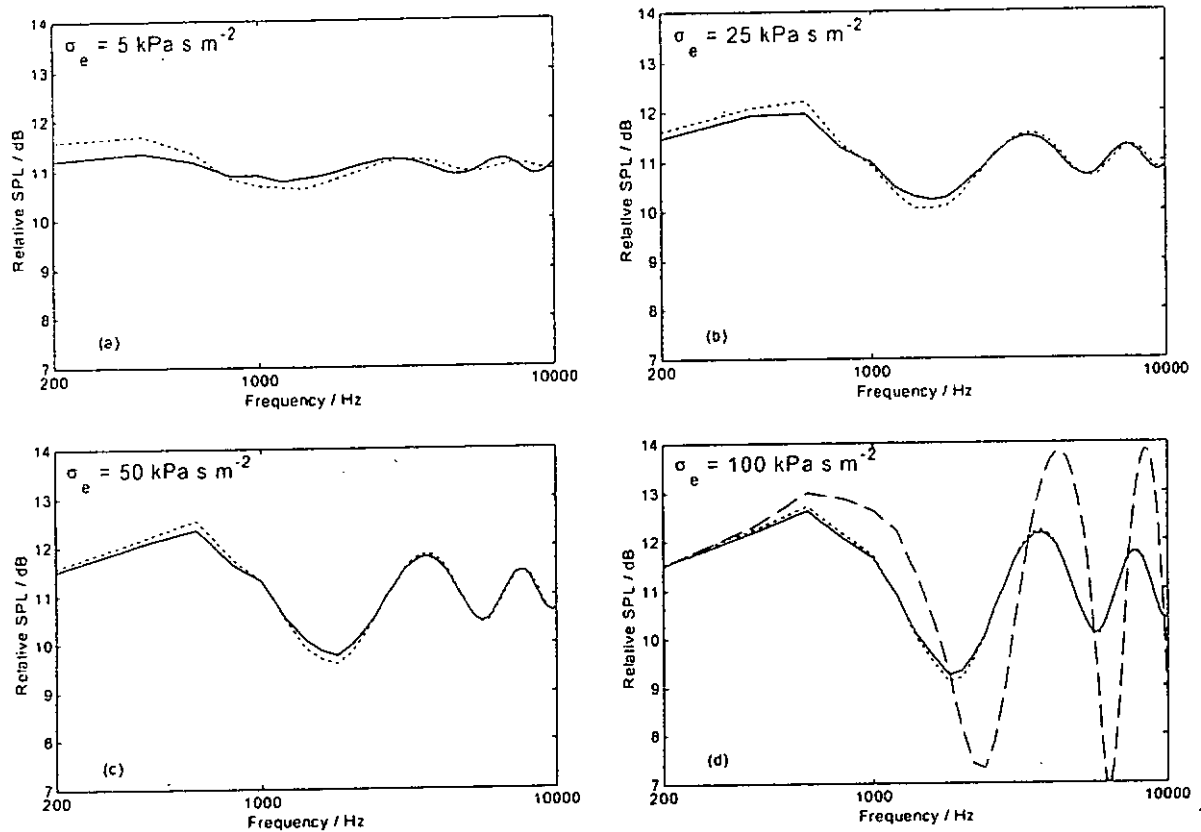 σe = 5 kPa s m-2
14
13
12
11
10
9
8
7
Relative SPL / dB
(a)
200
1000
10000
Frequency / Hz
σe = 25 kPa s m-2
14
13
12
11
10
9
8
7
Relative SPL / dB
(b)
200
1000
10000
Frequency / Hz
σe = 50 kPa s m-2
14
13
12
11
10
9
8
7
Relative SPL / dB
(c)
200
1000
10000
Frequency / Hz
σe = 100 kPa s m-2
14
13
12
11
10
9
8
7
Relative SPL / dB
(d)
200
1000
10000
Frequency / Hz